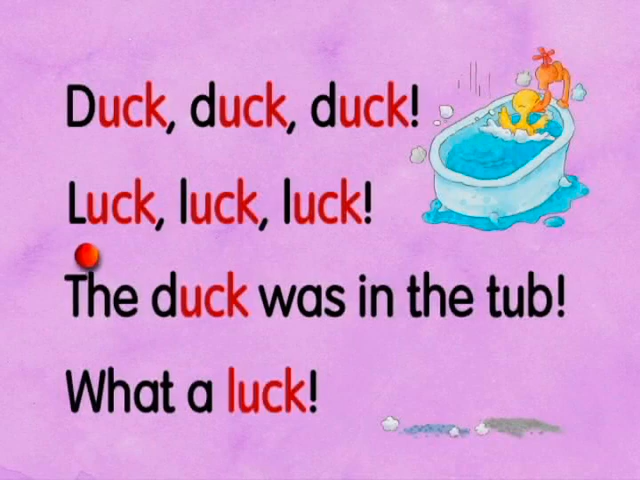 Duck, duck, duck!
Luck, luck, luck!
The duck was in the tub!
What a luck!